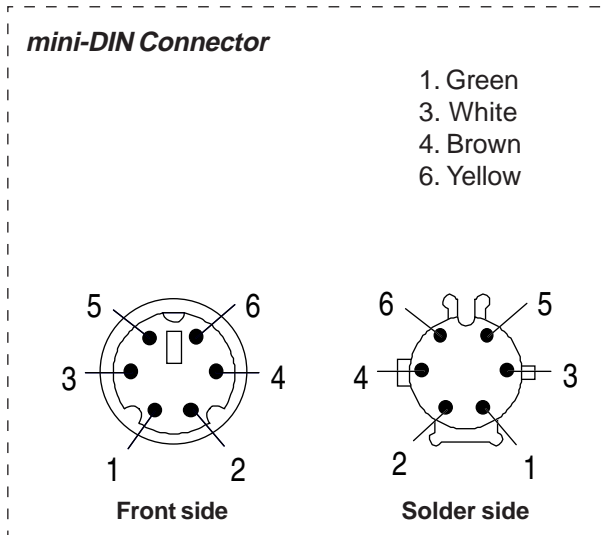 mini-DIN Connector
1. Green
3. White
4. Brown
6. Yellow
5 6 6 5
3 4 4 3
1 2 2 1
Front side Solder side